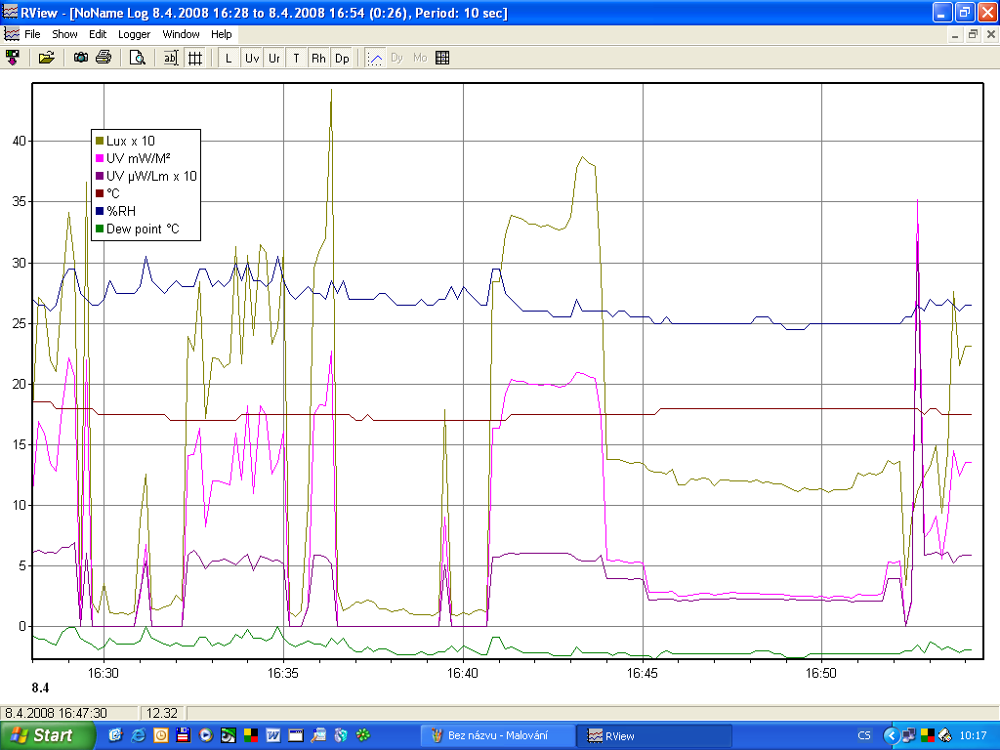 RView - [NoName Log 8.4.2008 16:28 to 8.4.2008 16:54 (0:26), Period: 10 sec]
File Show Edit Logger Window Help
ab L Uv Ur T Rh Dp Dy Mo
40
35
30
25
20
15
10
5
0
Lux x 10
UV mW/M²
UV µW/Lm x 10
°C
%RH
Dew point °C
16:30 16:35 16:40 16:45 16:50
8.4
8.4.2008 16:47:30 12.32
Start Bez názvu - Malování RView CS 10:17